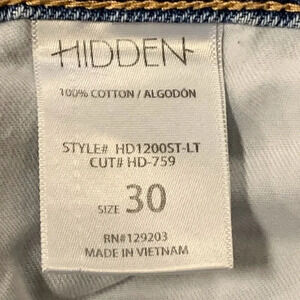 HIDDEN
100% COTTON / ALGODÓN
STYLE# HD1200ST-LT
CUT# HD-759
SIZE 30
RN#129203
MADE IN VIETNAM